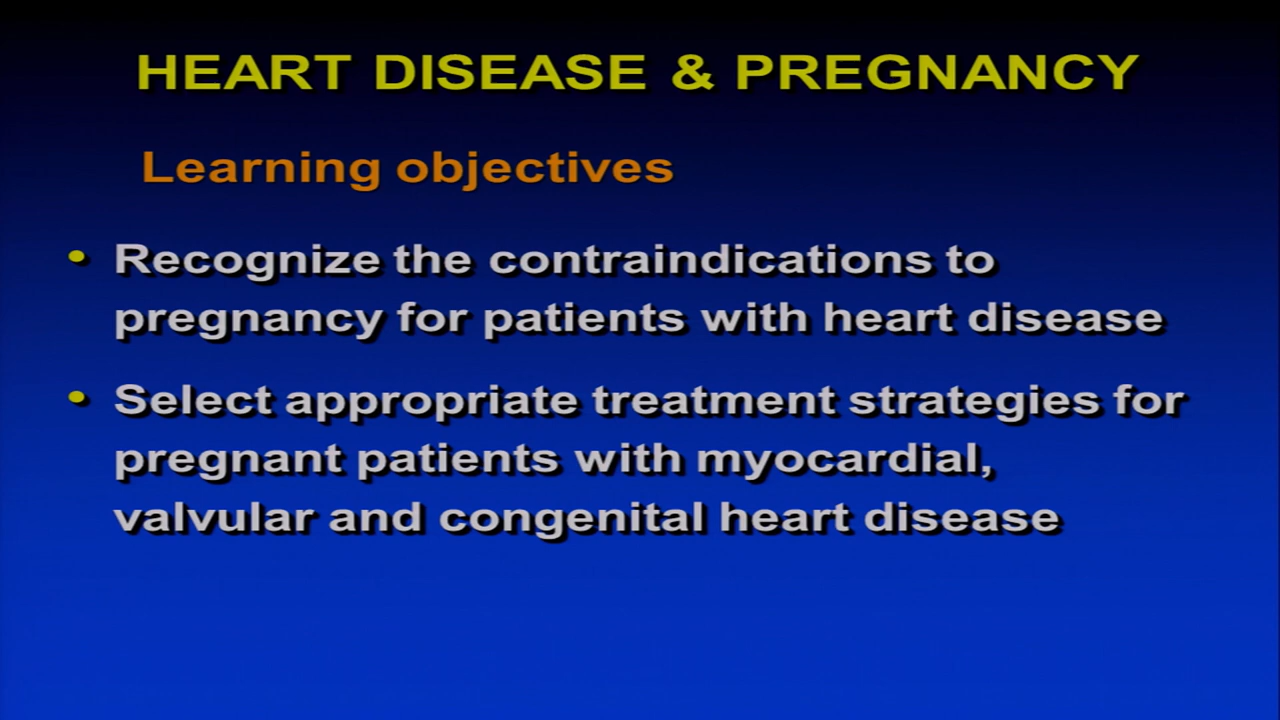 HEART DISEASE & PREGNANCY
Learning objectives
• Recognize the contraindications to
pregnancy for patients with heart disease
• Select appropriate treatment strategies for
pregnant patients with myocardial,
valvular and congenital heart disease